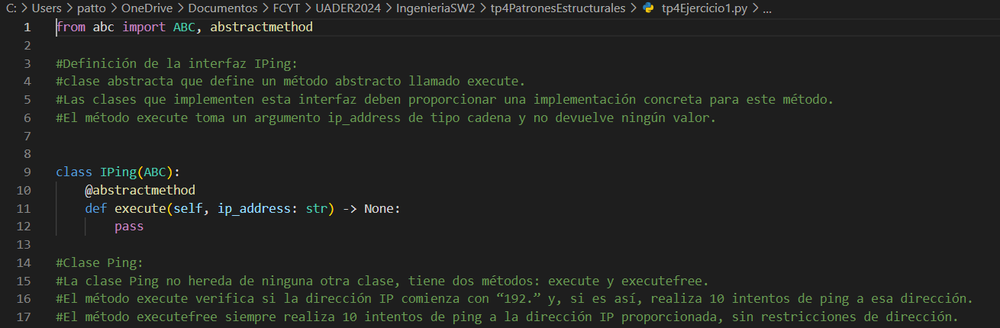 C: > Users > patto > OneDrive > Documentos > FCYT > UADER2024 > IngenieriaSW2 > tp4PatronesEstructurales > tp4Ejercicio1.py > ...
1 from abc import ABC, abstractmethod
2
3 #Definición de la interfaz IPing:
4 #clase abstracta que define un método abstracto llamado execute.
5 #Las clases que implementen esta interfaz deben proporcionar una implementación concreta para este método.
6 #El método execute toma un argumento ip_address de tipo cadena y no devuelve ningún valor.
7
8
9 class IPing(ABC):
10     @abstractmethod
11     def execute(self, ip_address: str) -> None:
12         pass
13
14 #Clase Ping:
15 #La clase Ping no hereda de ninguna otra clase, tiene dos métodos: execute y executefree.
16 #El método execute verifica si la dirección IP comienza con “192.” y, si es así, realiza 10 intentos de ping a esa dirección.
17 #El método executefree siempre realiza 10 intentos de ping a la dirección IP proporcionada, sin restricciones de dirección.